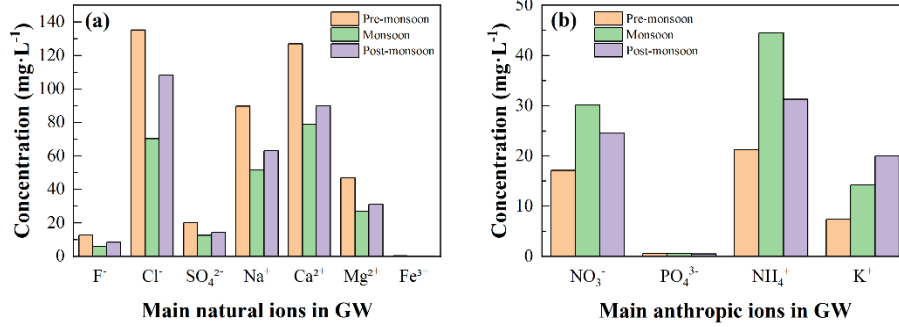 (a)
Pre-monsoon
Monsoon
Post-monsoon
Concentration (mg·L⁻¹)
140
120
100
80
60
40
20
0
F⁻ Cl⁻ SO₄²⁻ Na⁺ Ca²⁺ Mg²⁺ Fe³⁺
Main natural ions in GW
(b)
Pre-monsoon
Monsoon
Post-monsoon
Concentration (mg·L⁻¹)
50
40
30
20
10
0
NO₃⁻ PO₄³⁻ NH₄⁺ K⁺
Main anthropic ions in GW